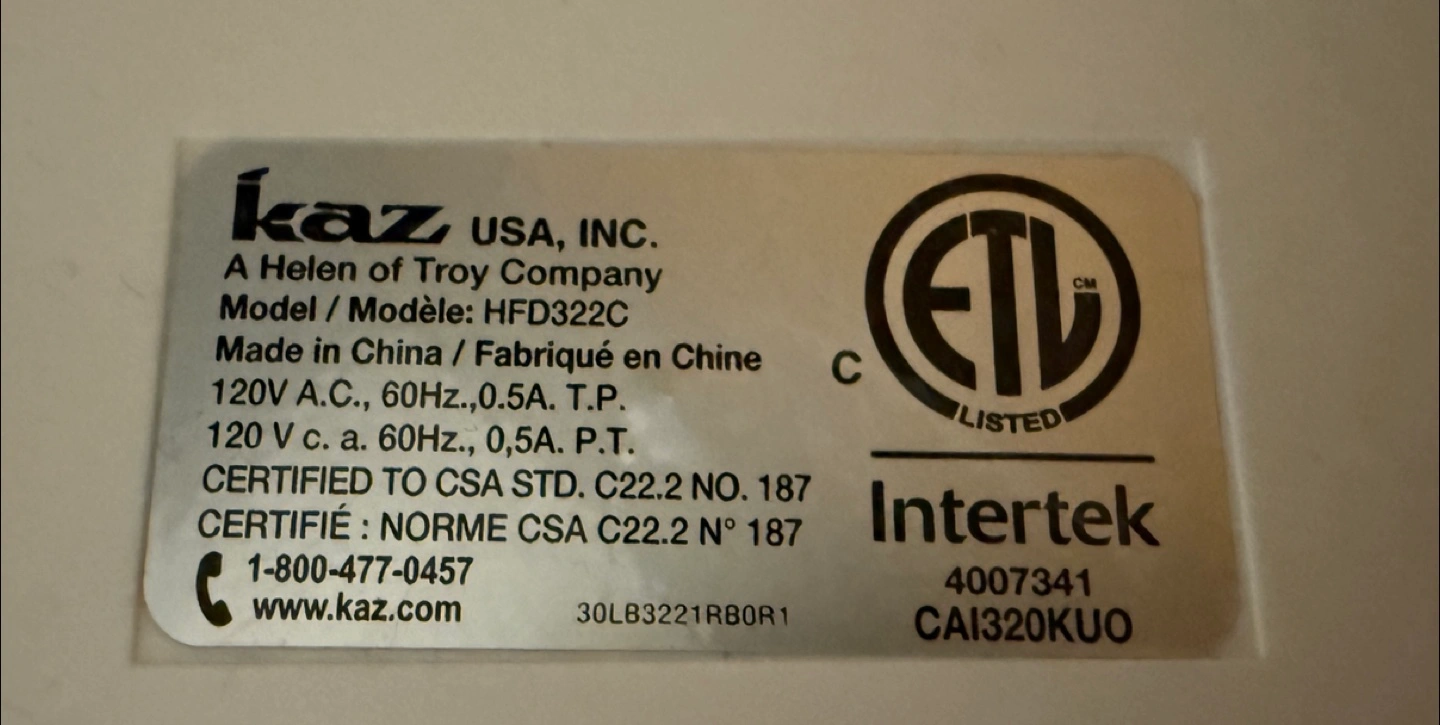 kaz USA, INC.
A Helen of Troy Company
Model / Modèle: HFD322C
Made in China / Fabriqué en Chine
120V A.C., 60Hz.,0.5A. T.P.
120 V c. a. 60Hz., 0,5A. P.T.
CERTIFIED TO CSA STD. C22.2 NO. 187
CERTIFIÉ : NORME CSA C22.2 N° 187
1-800-477-0457
www.kaz.com
30LB3221RB0R1
C
ETL CM
LISTED
Intertek
4007341
CAI320KUO